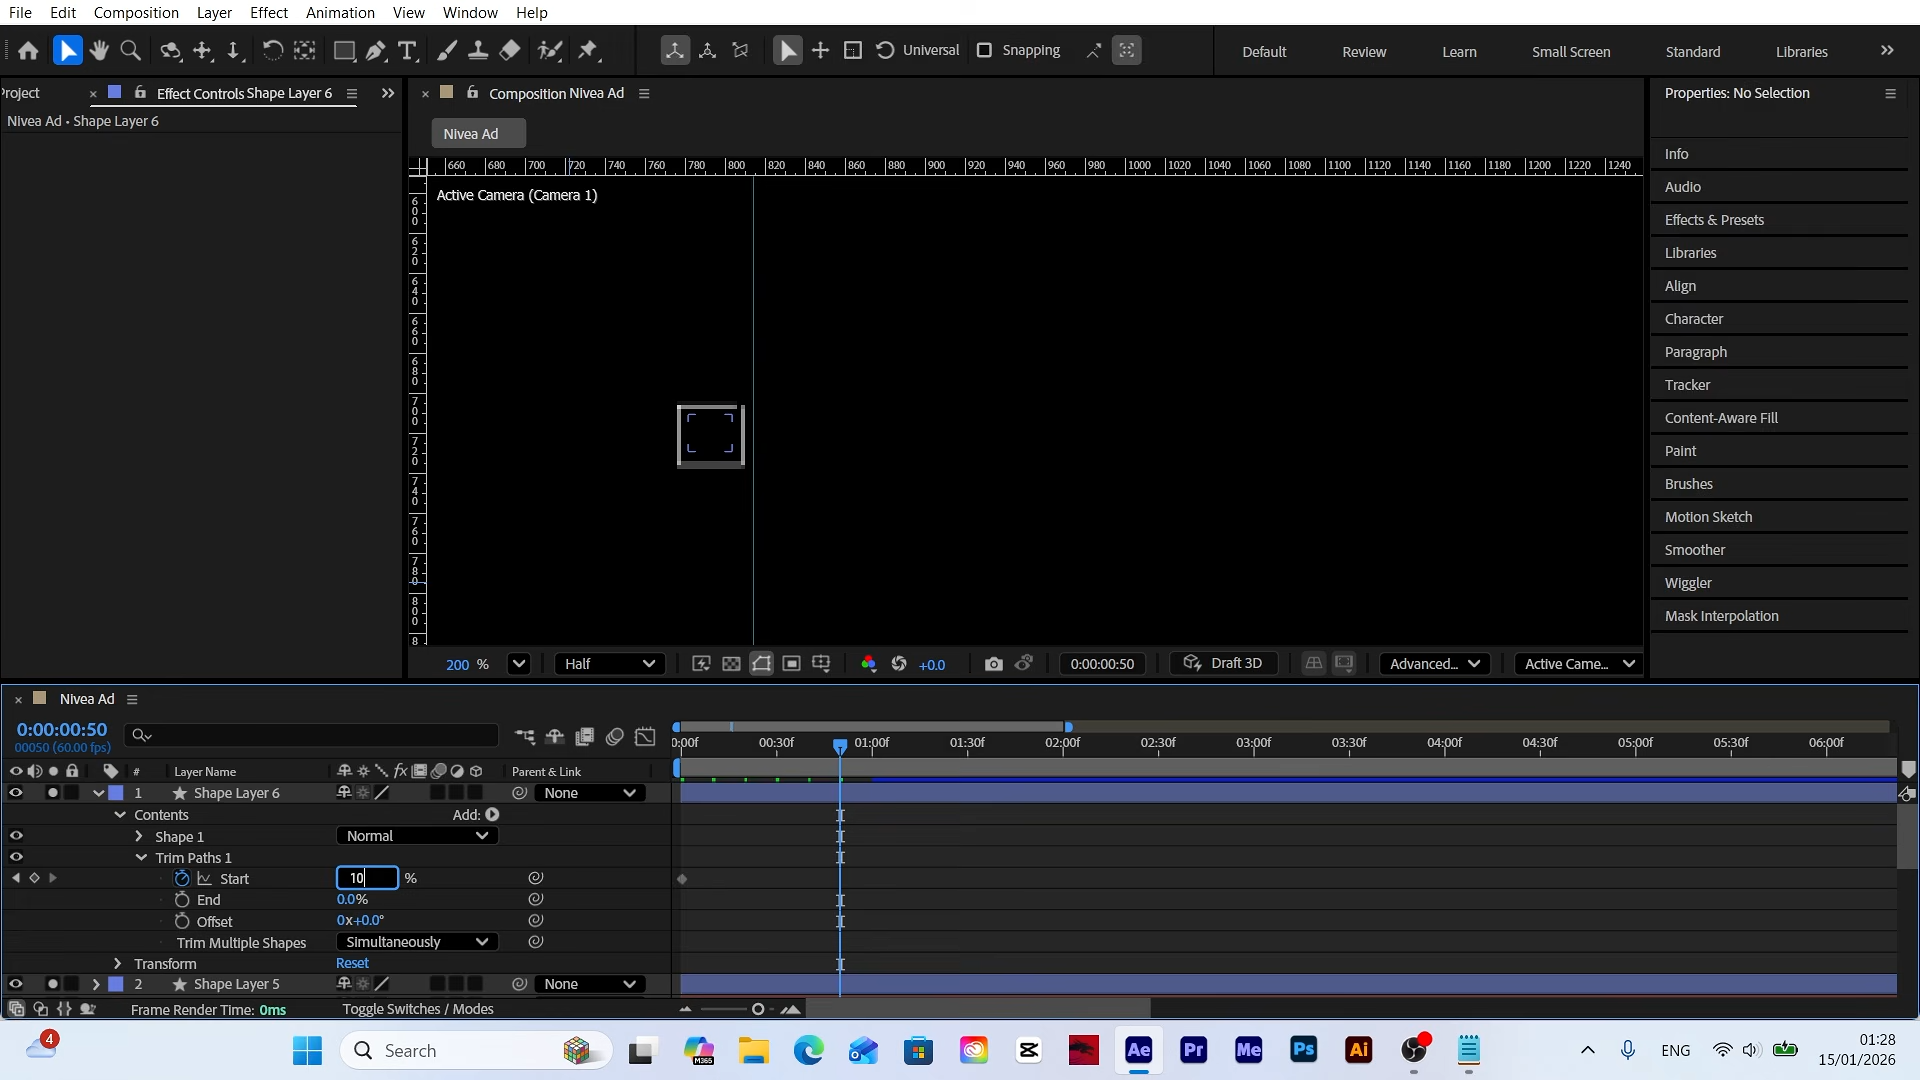 File Edit Composition Layer Effect Animation View Window Help
Universal Snapping Default Review Learn Small Screen Standard Libraries
Project Effect Controls Shape Layer 6
Nivea Ad • Shape Layer 6
Composition Nivea Ad
Nivea Ad
660 680 700 720 740 760 780 800 820 840 860 880 900 920 940 960 980 1000 1020 1040 1060 1080 1100 1120 1140 1160 1180 1200 1220 1240
600
620
640
660
680
700
720
740
760
780
800
8
Active Camera (Camera 1)
200 % Half +0.0 0:00:00:50 Draft 3D Advanced... Active Came...
Properties: No Selection
Info
Audio
Effects & Presets
Libraries
Align
Character
Paragraph
Tracker
Content-Aware Fill
Paint
Brushes
Motion Sketch
Smoother
Wiggler
Mask Interpolation
Nivea Ad
0:00:00:50
00050 (60.00 fps)
0:00f 00:30f 01:00f 01:30f 02:00f 02:30f 03:00f 03:30f 04:00f 04:30f 05:00f 05:30f 06:00f
# Layer Name fx Parent & Link
1 Shape Layer 6 None
Contents Add:
Shape 1 Normal
Trim Paths 1
Start 10 %
End 0.0%
Offset 0x+0.0°
Trim Multiple Shapes Simultaneously
Transform Reset
2 Shape Layer 5 None
Frame Render Time: 0ms Toggle Switches / Modes
4 Search M365 Ae Pr Me Ps Ai ENG
01:28
15/01/2026